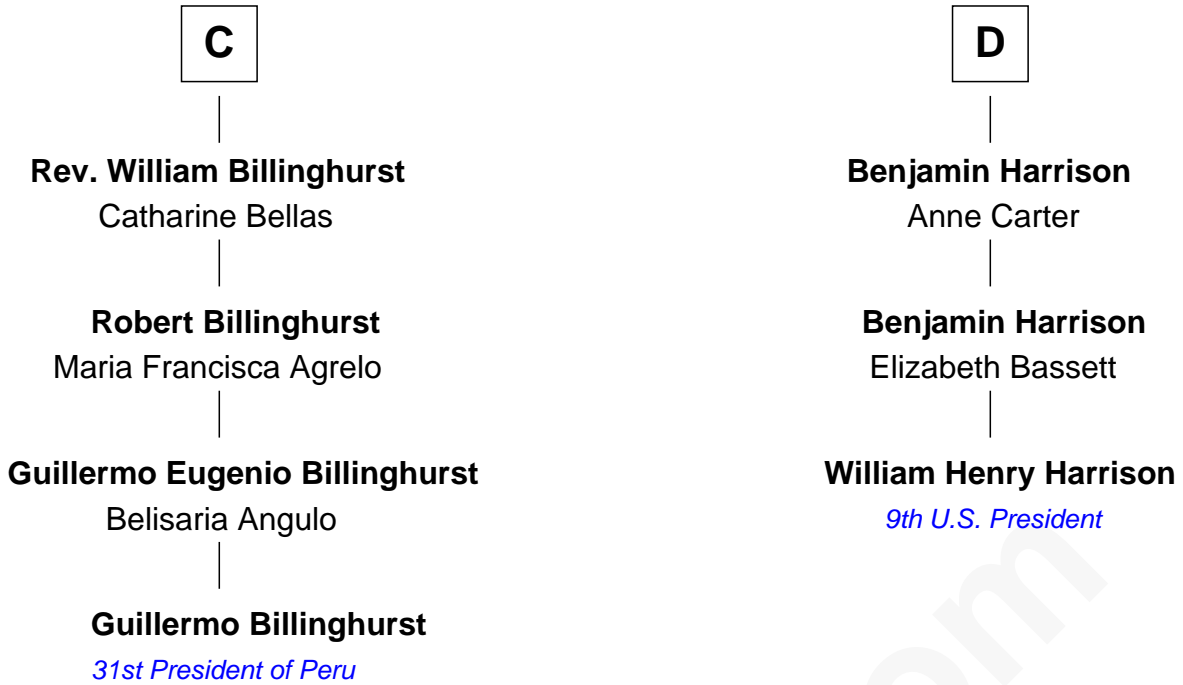 C
Rev. William Billinghurst
Catharine Bellas
Robert Billinghurst
Maria Francisca Agrelo
Guillermo Eugenio Billinghurst
Belisaria Angulo
Guillermo Billinghurst
31st President of Peru
D
Benjamin Harrison
Anne Carter
Benjamin Harrison
Elizabeth Bassett
William Henry Harrison
9th U.S. President
om